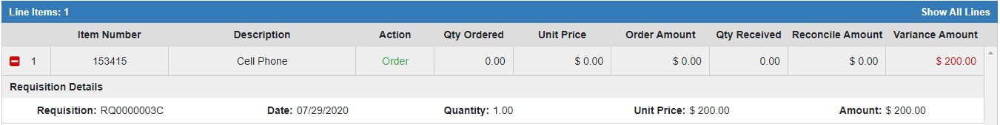 Line Items: 1 Show All Lines
Item Number Description Action Qty Ordered Unit Price Order Amount Qty Received Reconcile Amount Variance Amount
1 153415 Cell Phone Order 0.00 $ 0.00 $ 0.00 0.00 $ 0.00 $ 200.00
Requisition Details
Requisition: RQ0000003C Date: 07/29/2020 Quantity: 1.00 Unit Price: $ 200.00 Amount: $ 200.00